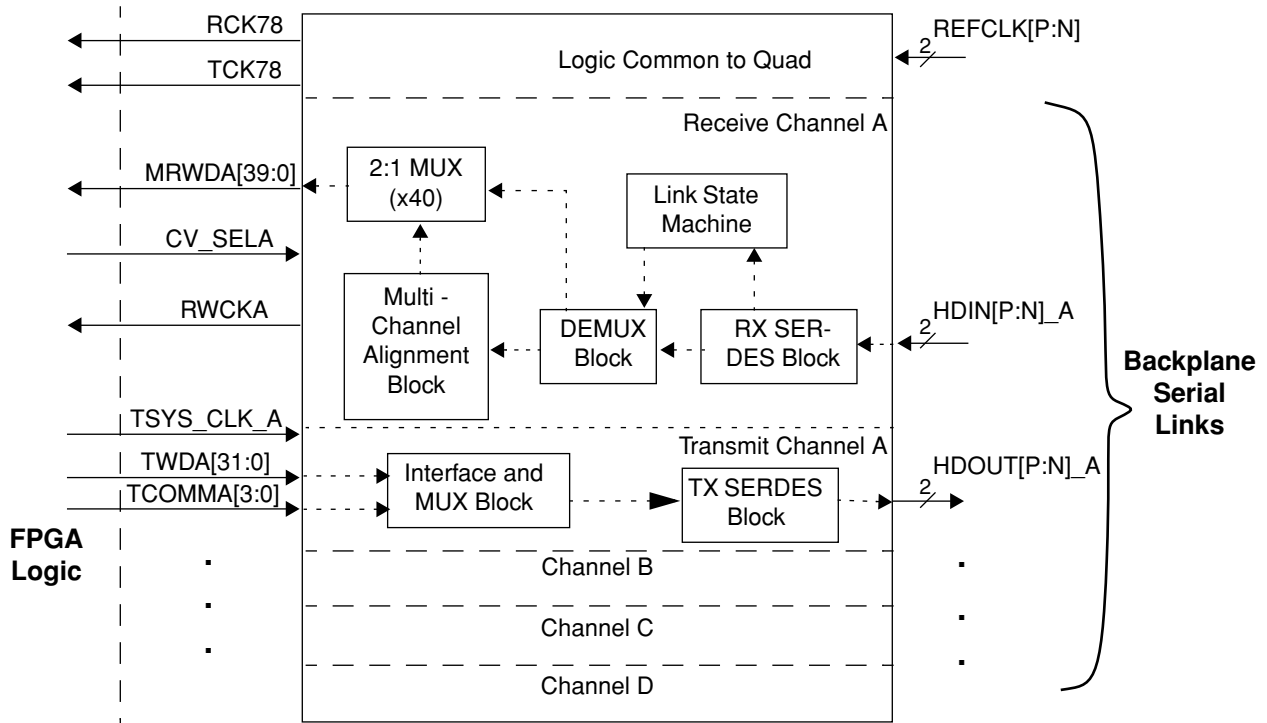 RCK78
REFCLK[P:N]
2
TCK78
Logic Common to Quad
Receive Channel A
MRWDA[39:0]
2:1 MUX
(x40)
Link State
Machine
CV_SELA
RWCKA
Multi -
Channel
Alignment
Block
DEMUX
Block
RX SER-
DES Block
HDIN[P:N]_A
2
Backplane
Serial
Links
TSYS_CLK_A
Transmit Channel A
TWDA[31:0]
TCOMMA[3:0]
Interface and
MUX Block
TX SERDES
Block
HDOUT[P:N]_A
2
FPGA
Logic
Channel B
Channel C
Channel D